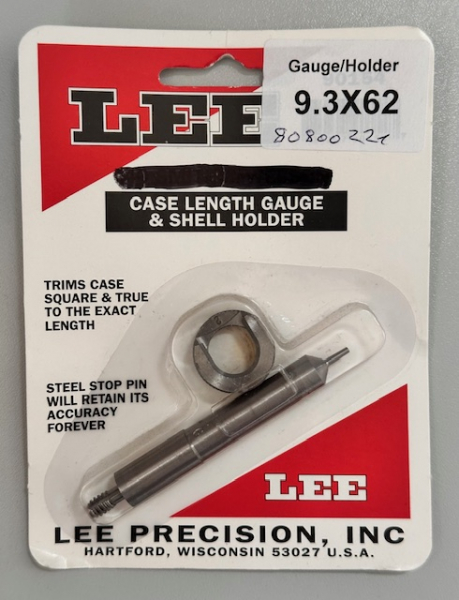 Gauge/Holder
9.3X62
80800221
LEE
CASE LENGTH GAUGE
& SHELL HOLDER
TRIMS CASE
SQUARE & TRUE
TO THE EXACT
LENGTH
STEEL STOP PIN
WILL RETAIN ITS
ACCURACY
FOREVER
LEE
LEE PRECISION, INC
HARTFORD, WISCONSIN 53027 U.S.A.